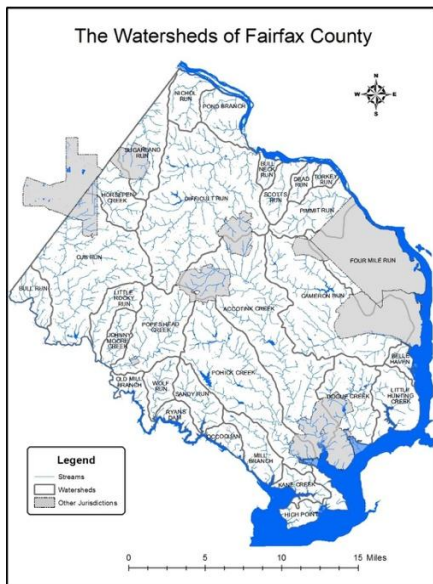 The Watersheds of Fairfax County
N
W E
S
NICHOL
RUN
POND BRANCH
SUGARLAND
RUN
BULL
NECK
RUN
SCOTTS
RUN
DEAD
RUN
TURKEY
RUN
PIMMIT RUN
HORSEPEN
CREEK
DIFFICULT RUN
FOUR MILE RUN
CUB RUN
BULL RUN
LITTLE
ROCKY
RUN
CAMERON RUN
JOHNNY
MOORE
CREEK
POPESHEAD
CREEK
ACCOTINK CREEK
BELLE
HAVEN
POHICK CREEK
OLD MILL
BRANCH
WOLF
RUN
SANDY RUN
DOGUE CREEK
LITTLE
HUNTING
CREEK
RYANS
DAM
OCCOQUAN
MILL
BRANCH
KANE CREEK
HIGH POINT
Legend
Streams
Watersheds
Other Jurisdictions
0 5 10 15 Miles